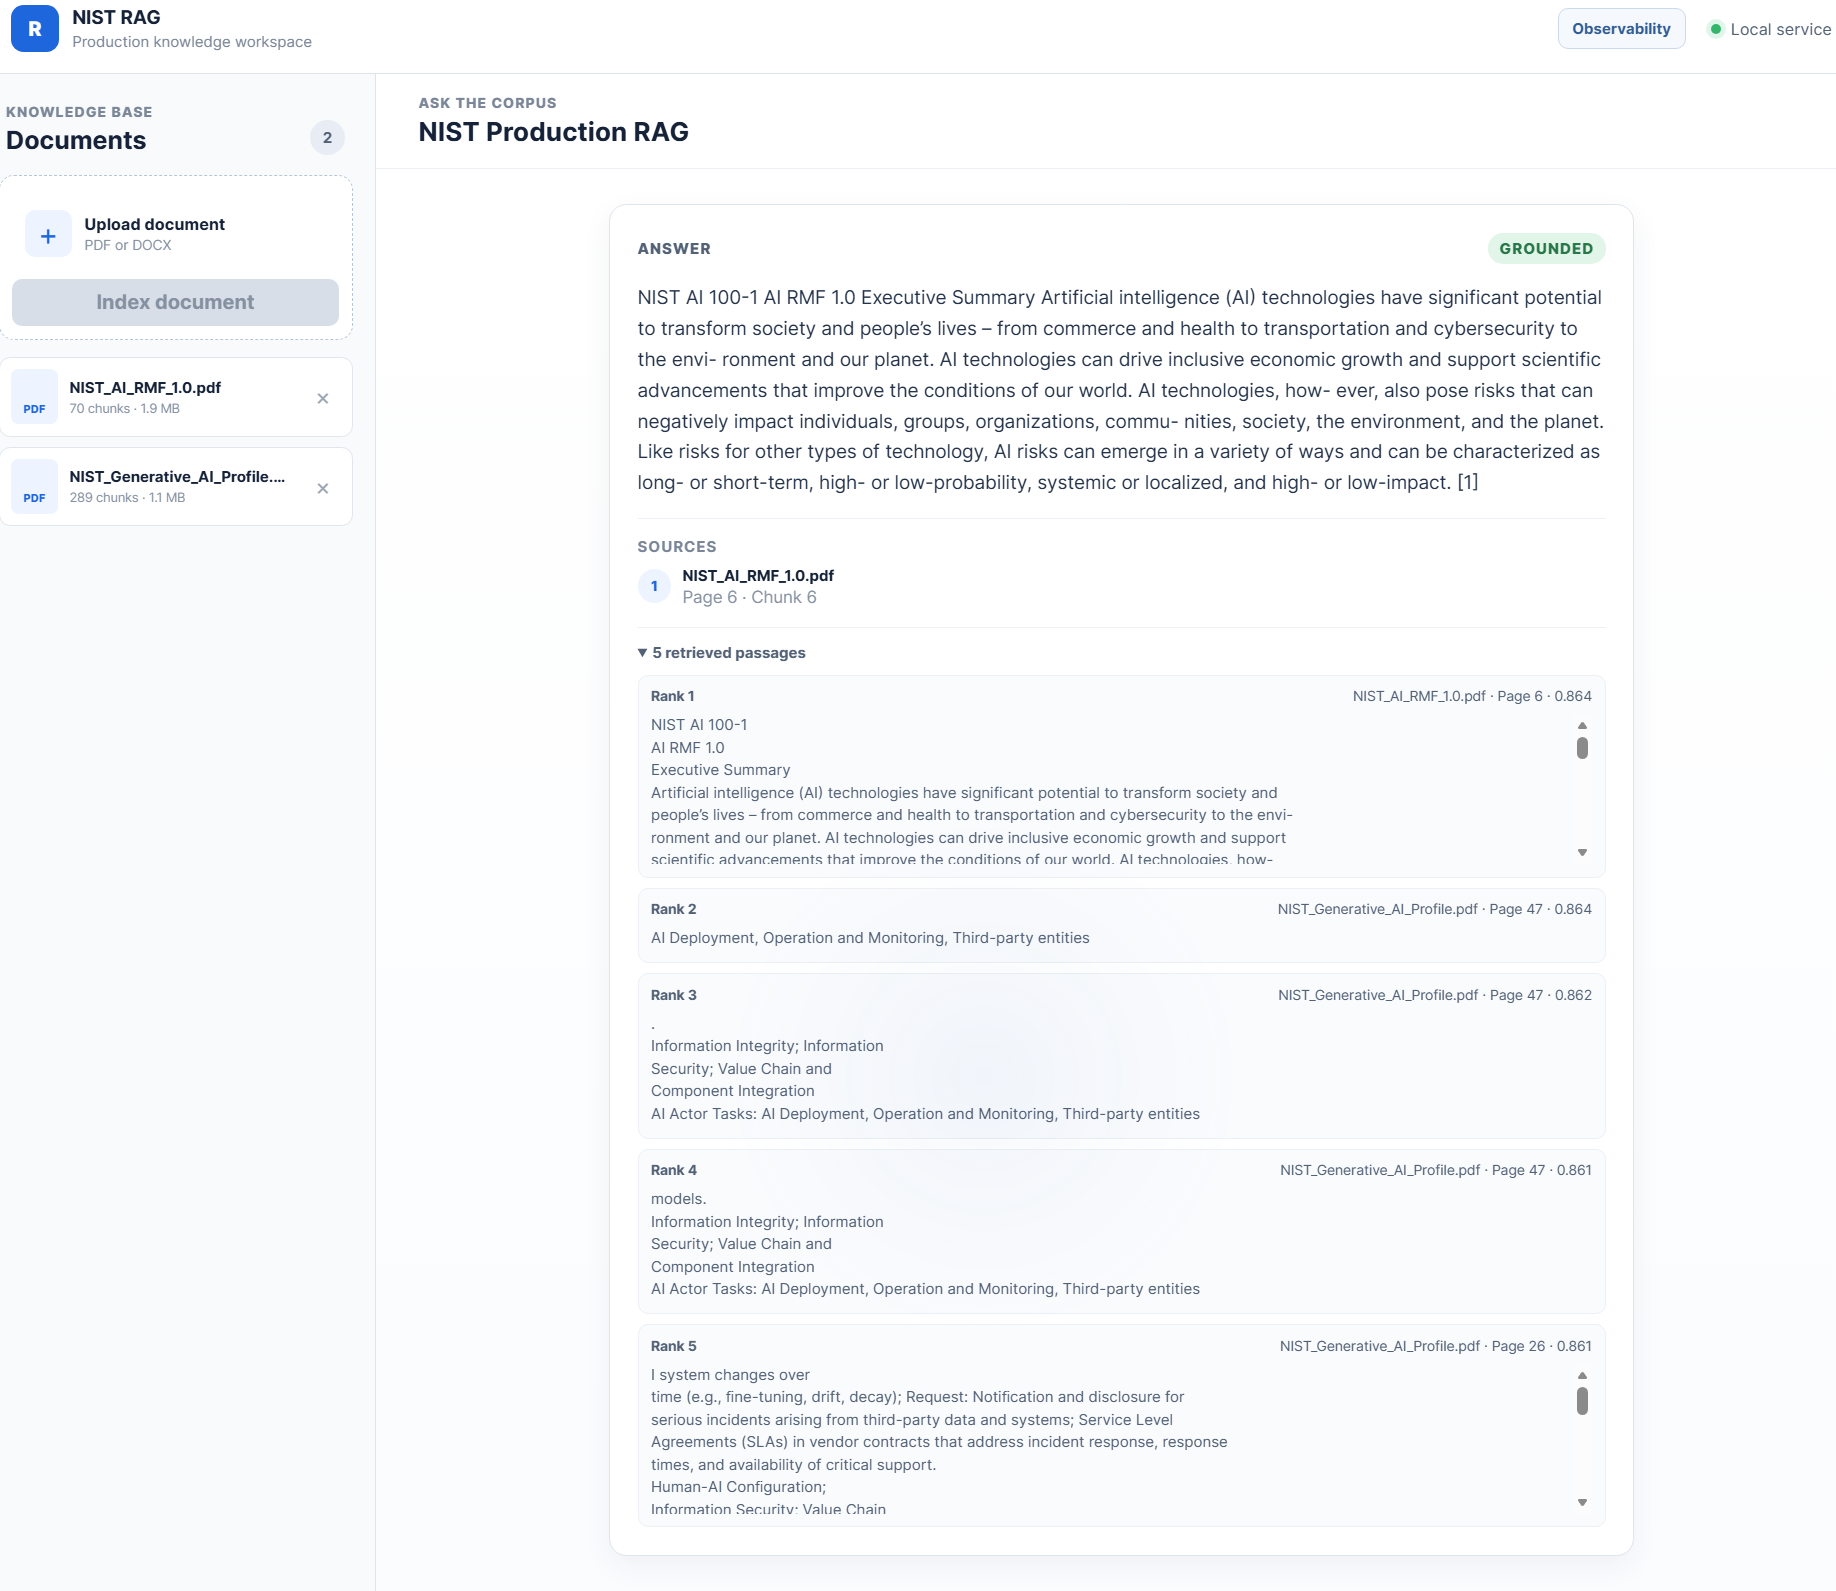 R
NIST RAG
Production knowledge workspace
Observability
Local service
KNOWLEDGE BASE
Documents
2
+
Upload document
PDF or DOCX
Index document
PDF
NIST_AI_RMF_1.0.pdf
70 chunks · 1.9 MB
×
PDF
NIST_Generative_AI_Profile....
289 chunks · 1.1 MB
×
ASK THE CORPUS
NIST Production RAG
ANSWER
GROUNDED
NIST AI 100-1 AI RMF 1.0 Executive Summary Artificial intelligence (AI) technologies have significant potential
to transform society and people’s lives – from commerce and health to transportation and cybersecurity to
the envi- ronment and our planet. AI technologies can drive inclusive economic growth and support scientific
advancements that improve the conditions of our world. AI technologies, how- ever, also pose risks that can
negatively impact individuals, groups, organizations, commu- nities, society, the environment, and the planet.
Like risks for other types of technology, AI risks can emerge in a variety of ways and can be characterized as
long- or short-term, high- or low-probability, systemic or localized, and high- or low-impact. [1]
SOURCES
1
NIST_AI_RMF_1.0.pdf
Page 6 · Chunk 6
▼ 5 retrieved passages
Rank 1
NIST_AI_RMF_1.0.pdf · Page 6 · 0.864
NIST AI 100-1
AI RMF 1.0
Executive Summary
Artificial intelligence (AI) technologies have significant potential to transform society and
people’s lives – from commerce and health to transportation and cybersecurity to the envi-
ronment and our planet. AI technologies can drive inclusive economic growth and support
scientific advancements that improve the conditions of our world. AI technologies, how-
Rank 2
NIST_Generative_AI_Profile.pdf · Page 47 · 0.864
AI Deployment, Operation and Monitoring, Third-party entities
Rank 3
NIST_Generative_AI_Profile.pdf · Page 47 · 0.862
.
Information Integrity; Information
Security; Value Chain and
Component Integration
AI Actor Tasks: AI Deployment, Operation and Monitoring, Third-party entities
Rank 4
NIST_Generative_AI_Profile.pdf · Page 47 · 0.861
models.
Information Integrity; Information
Security; Value Chain and
Component Integration
AI Actor Tasks: AI Deployment, Operation and Monitoring, Third-party entities
Rank 5
NIST_Generative_AI_Profile.pdf · Page 26 · 0.861
I system changes over
time (e.g., fine-tuning, drift, decay); Request: Notification and disclosure for
serious incidents arising from third-party data and systems; Service Level
Agreements (SLAs) in vendor contracts that address incident response, response
times, and availability of critical support.
Human-AI Configuration;
Information Security; Value Chain